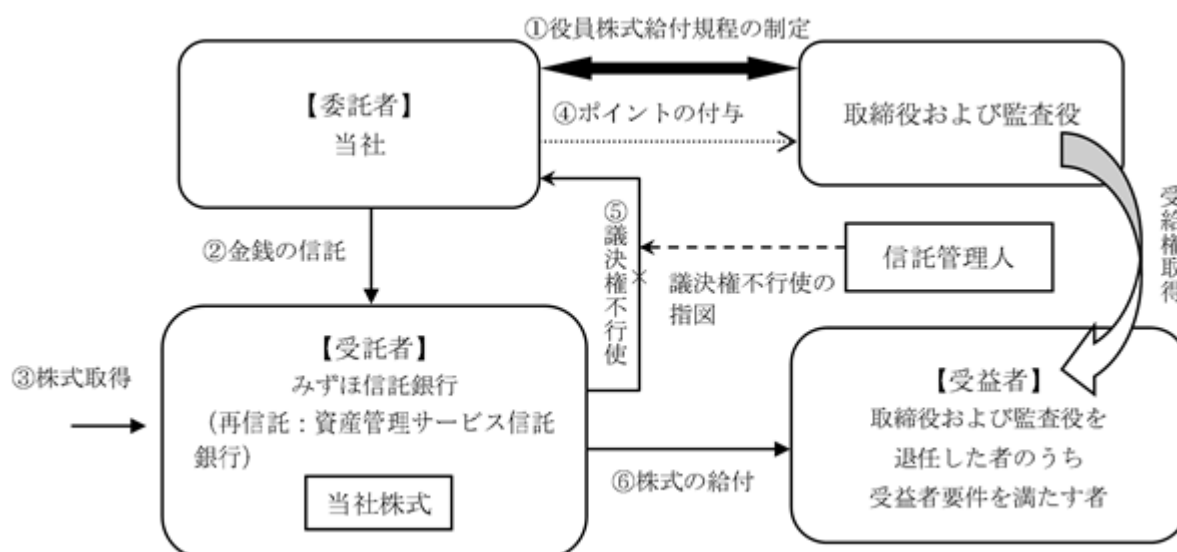 ①役員株式給付規程の制定
【委託者】
当社
④ポイントの付与
取締役および監査役
②金銭の信託
⑤議決権不行使
信託管理人
議決権不行使の
指図
受給権取得
③株式取得
【受託者】
みずほ信託銀行
（再信託：資産管理サービス信託
銀行）
当社株式
⑥株式の給付
【受益者】
取締役および監査役を
退任した者のうち
受益者要件を満たす者